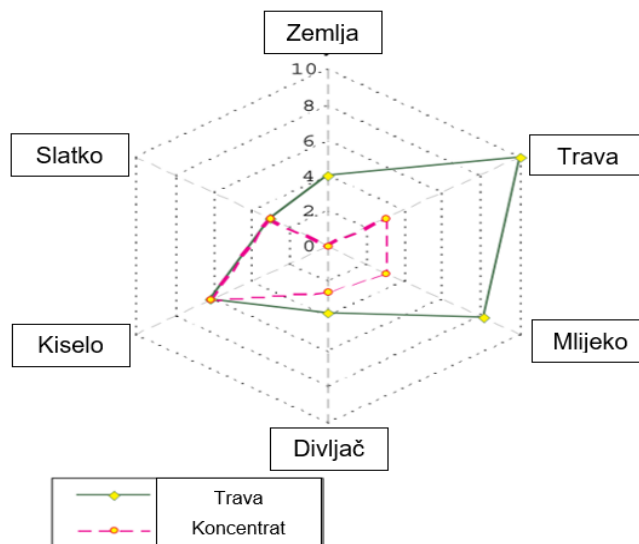 Zemlja
10
8
6
4
2
0
Slatko
Trava
Kiselo
Mlijeko
Divljač
Trava
Koncentrat